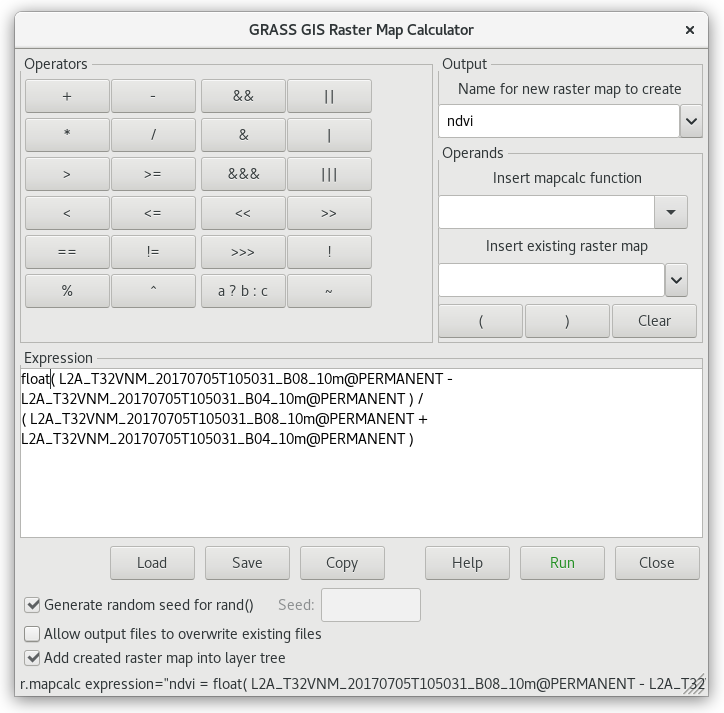 GRASS GIS Raster Map Calculator
×
Operators
+ - && ||
* / & |
> >= &&& |||
< <= << >>
== != >>> !
% ^ a ? b : c ~
Output
Name for new raster map to create
ndvi
Operands
Insert mapcalc function
Insert existing raster map
( ) Clear
Expression
float( L2A_T32VNM_20170705T105031_B08_10m@PERMANENT -
L2A_T32VNM_20170705T105031_B04_10m@PERMANENT ) /
( L2A_T32VNM_20170705T105031_B08_10m@PERMANENT +
L2A_T32VNM_20170705T105031_B04_10m@PERMANENT )
Load Save Copy Help Run Close
Generate random seed for rand() Seed:
Allow output files to overwrite existing files
Add created raster map into layer tree
r.mapcalc expression="ndvi = float( L2A_T32VNM_20170705T105031_B08_10m@PERMANENT - L2A_T32